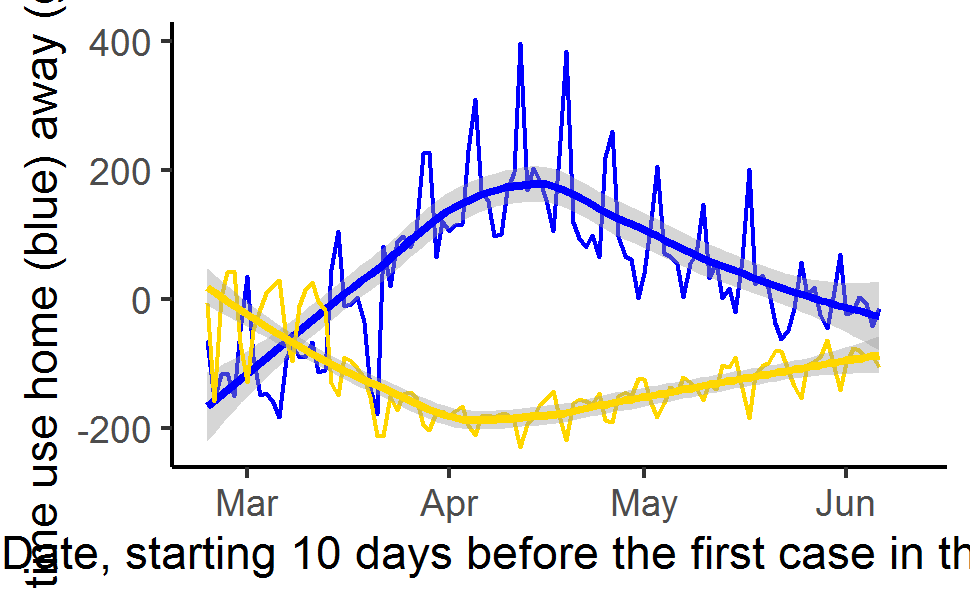 time use home (blue) away (
400
200
0
-200
Mar Apr May Jun
Date, starting 10 days before the first case in th